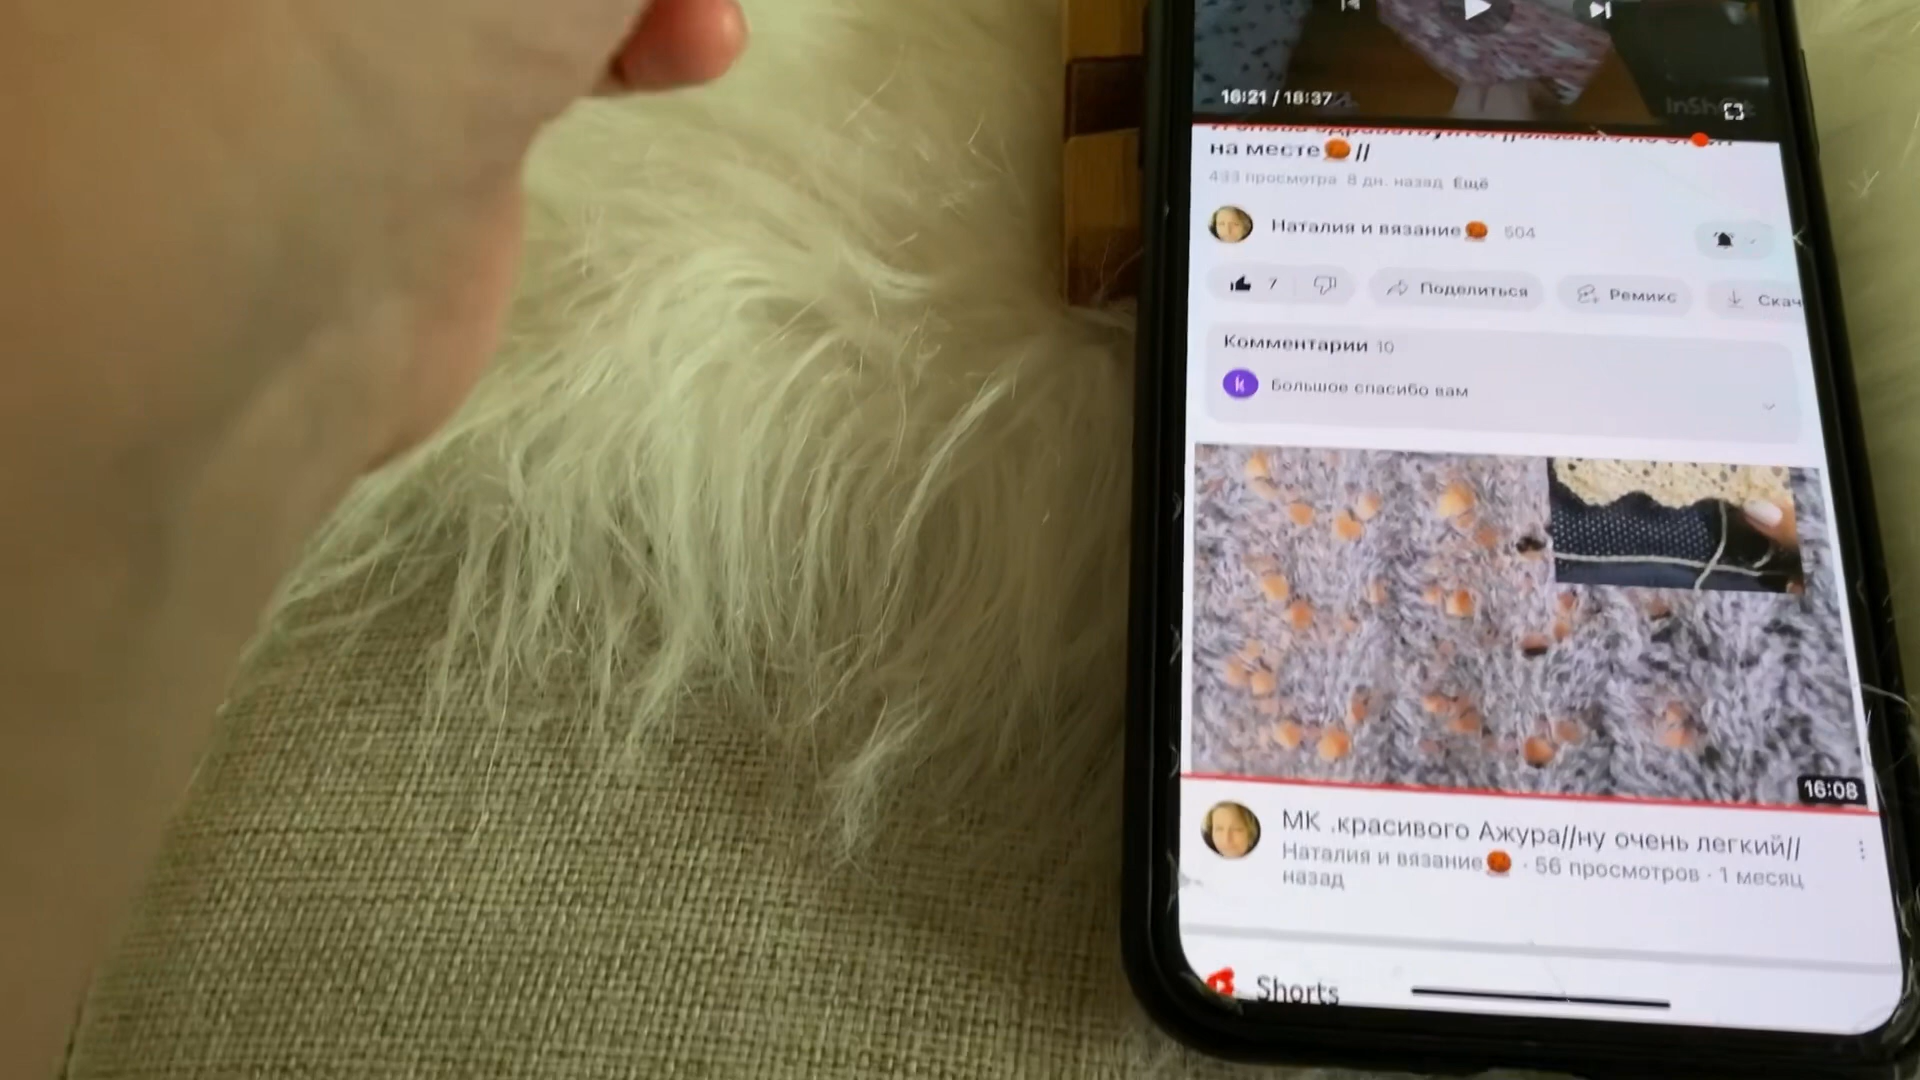 16:21 / 18:37
InShot
на месте //
433 просмотра 8 дн. назад Ещё
Наталия и вязание 504
7 Поделиться Ремикс Скач
Комментарии 10
k Большое спасибо вам
16:08
МК .красивого Ажура//ну очень легкий//
Наталия и вязание · 56 просмотров · 1 месяц
назад
Shorts